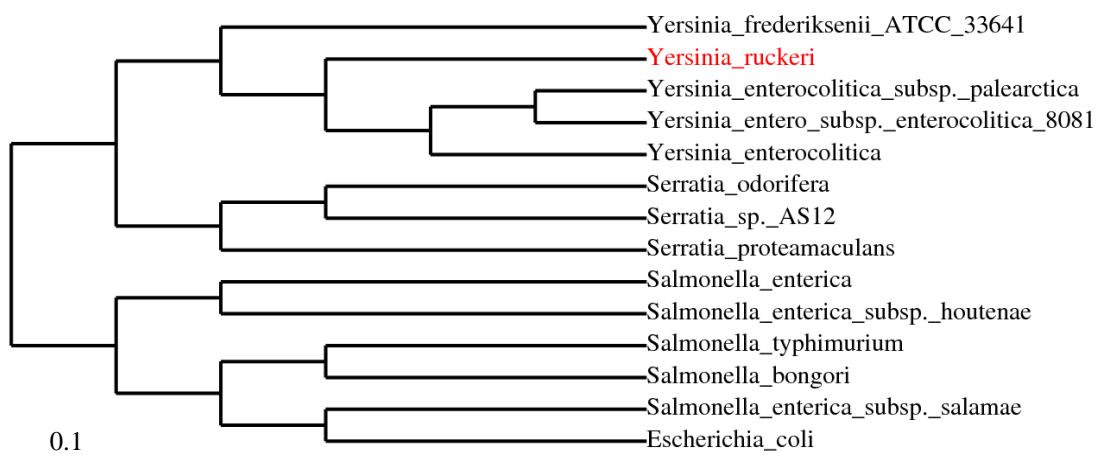 Yersinia_frederiksenii_ATCC_33641
Yersinia_ruckeri
Yersinia_enterocolitica_subsp._palearctica
Yersinia_entero_subsp._enterocolitica_8081
Yersinia_enterocolitica
Serratia_odorifera
Serratia_sp._AS12
Serratia_proteamaculans
Salmonella_enterica
Salmonella_enterica_subsp._houtenae
Salmonella_typhimurium
Salmonella_bongori
Salmonella_enterica_subsp._salamae
Escherichia_coli
0.1